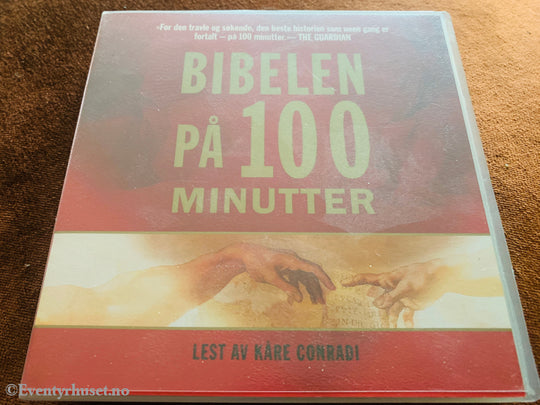 «For den travle og søkende, den beste historien som noen gang er
fortalt – på 100 minutter.»— THE GUARDIAN
BIBELEN
PÅ 100
MINUTTER
LEST AV KÅRE CONRADI
©Eventyrhuset.no